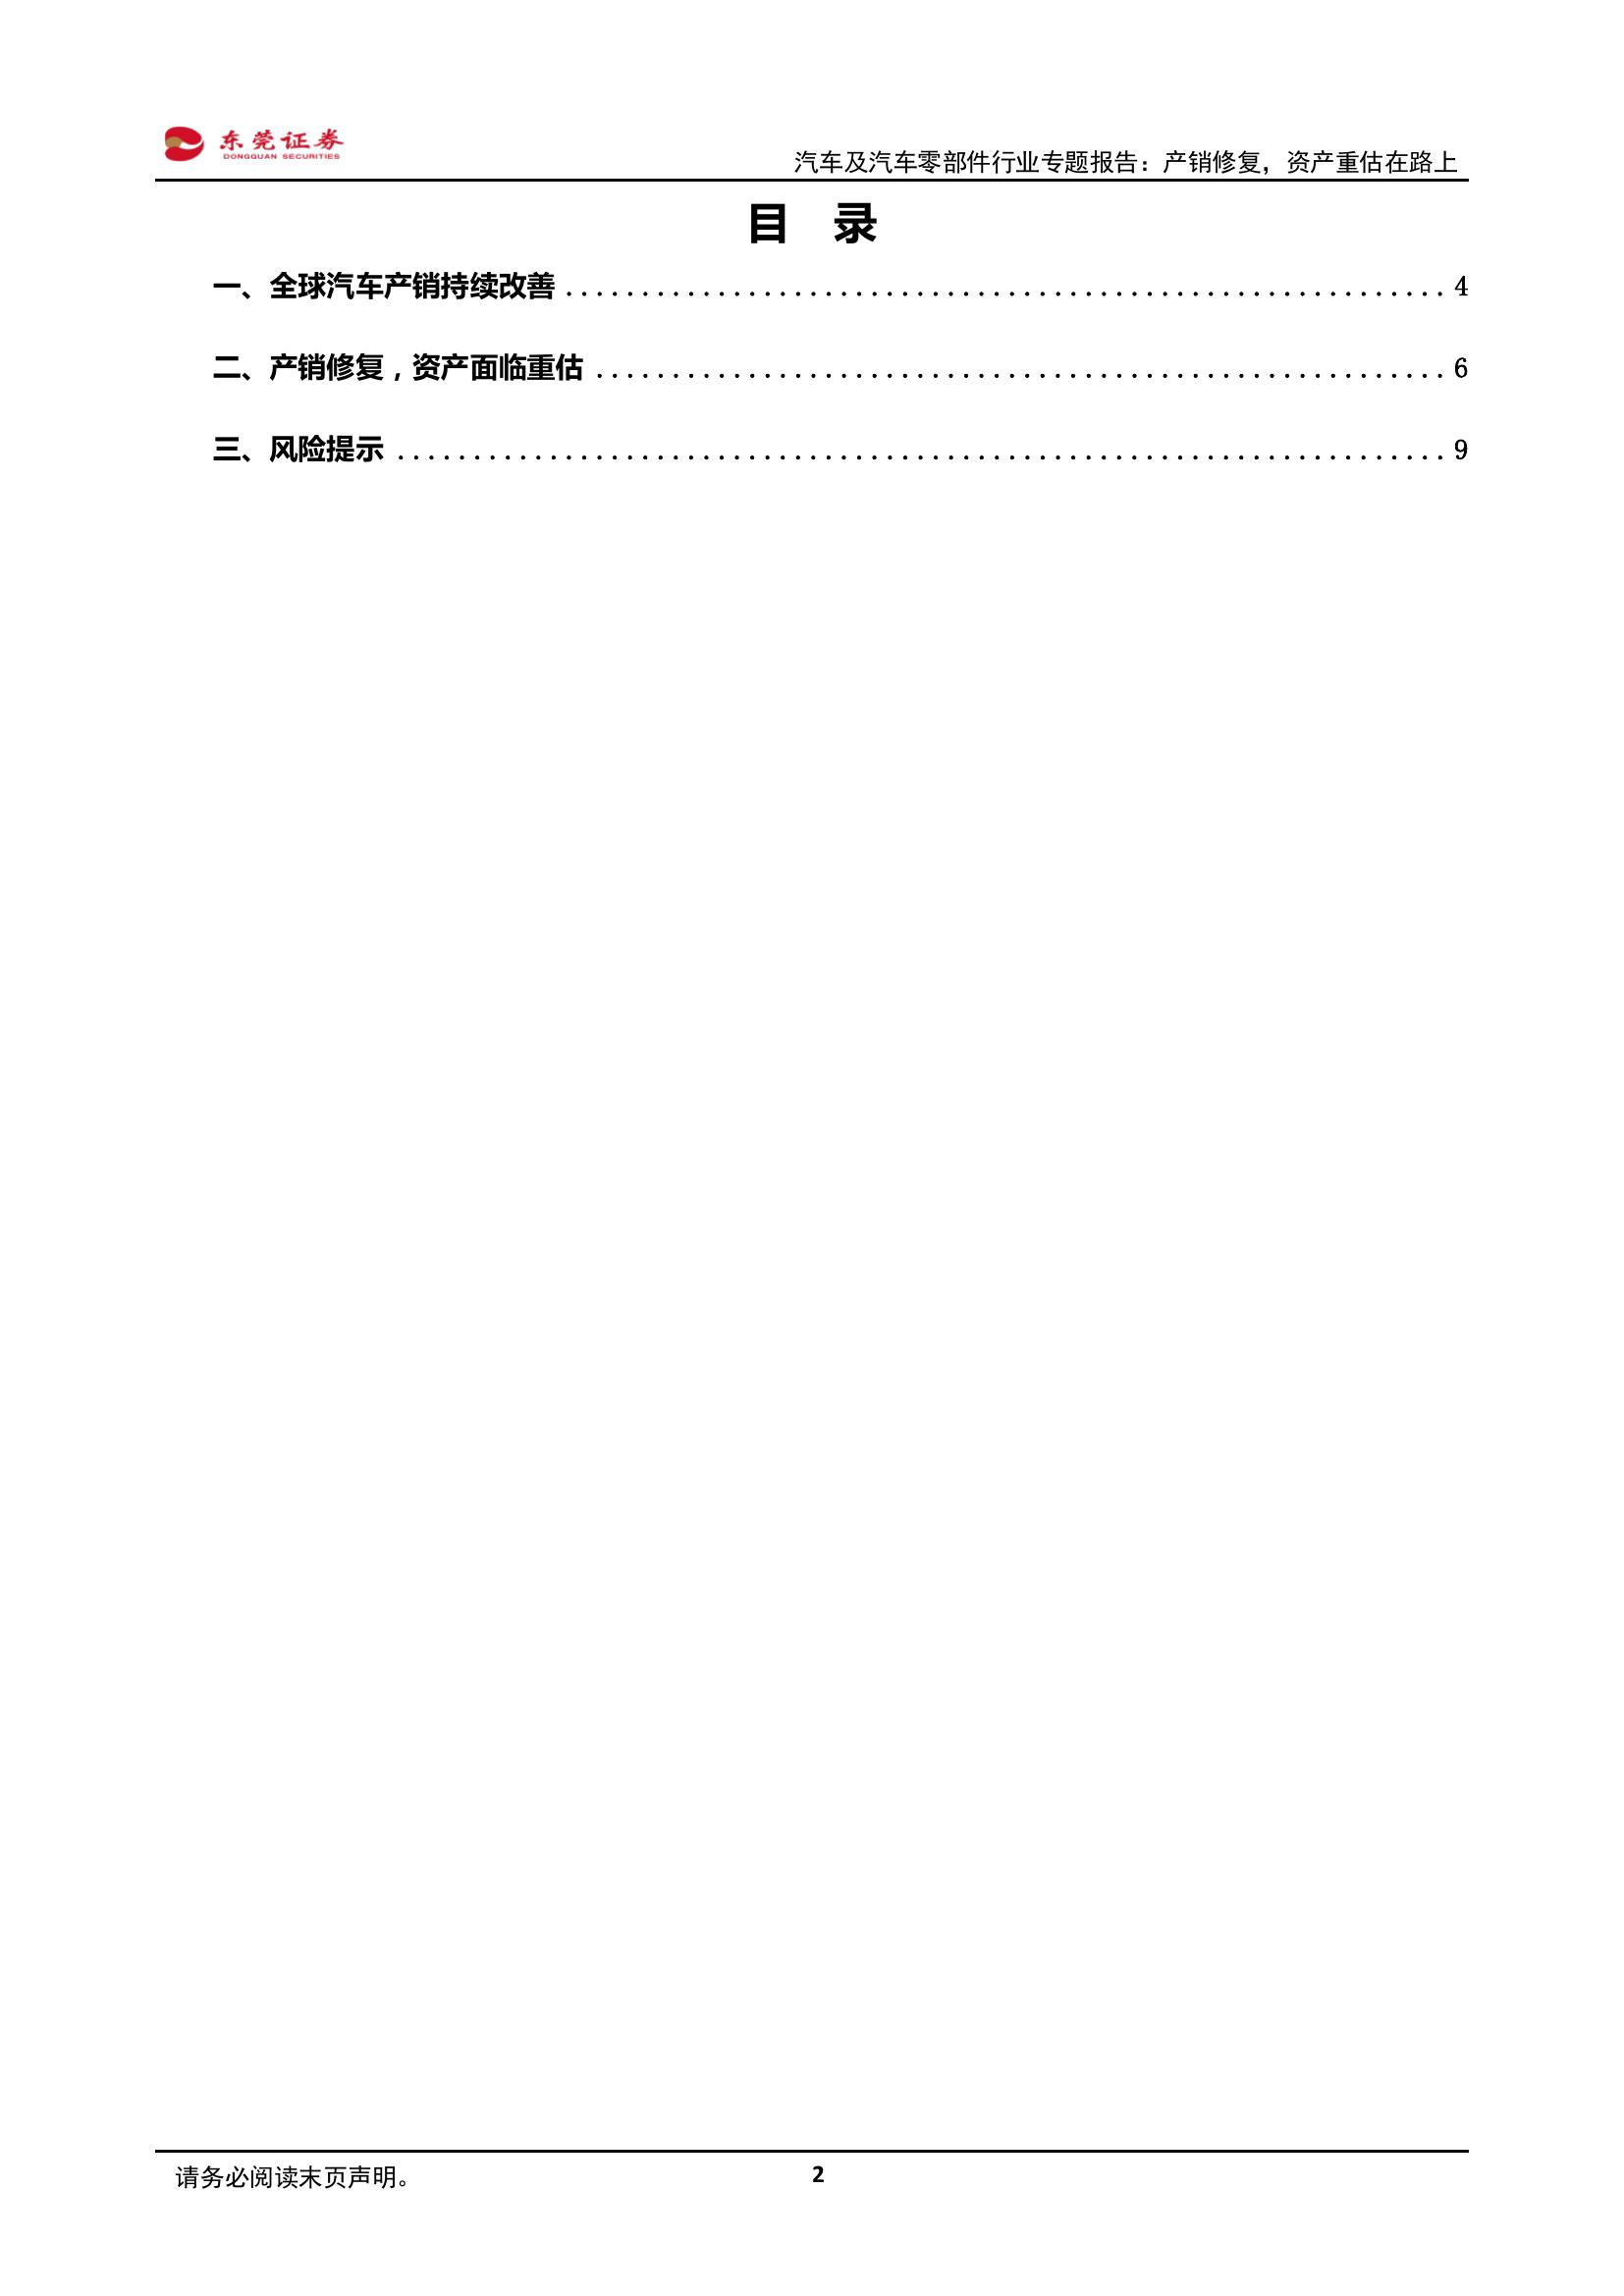 东莞证券
DONGGUAN SECURITIES
汽车及汽车零部件行业专题报告：产销修复，资产重估在路上
目 录
一、全球汽车产销持续改善 .......................................................... 4
二、产销修复，资产面临重估 ........................................................ 6
三、风险提示 ..................................................................... 9
请务必阅读末页声明。 2